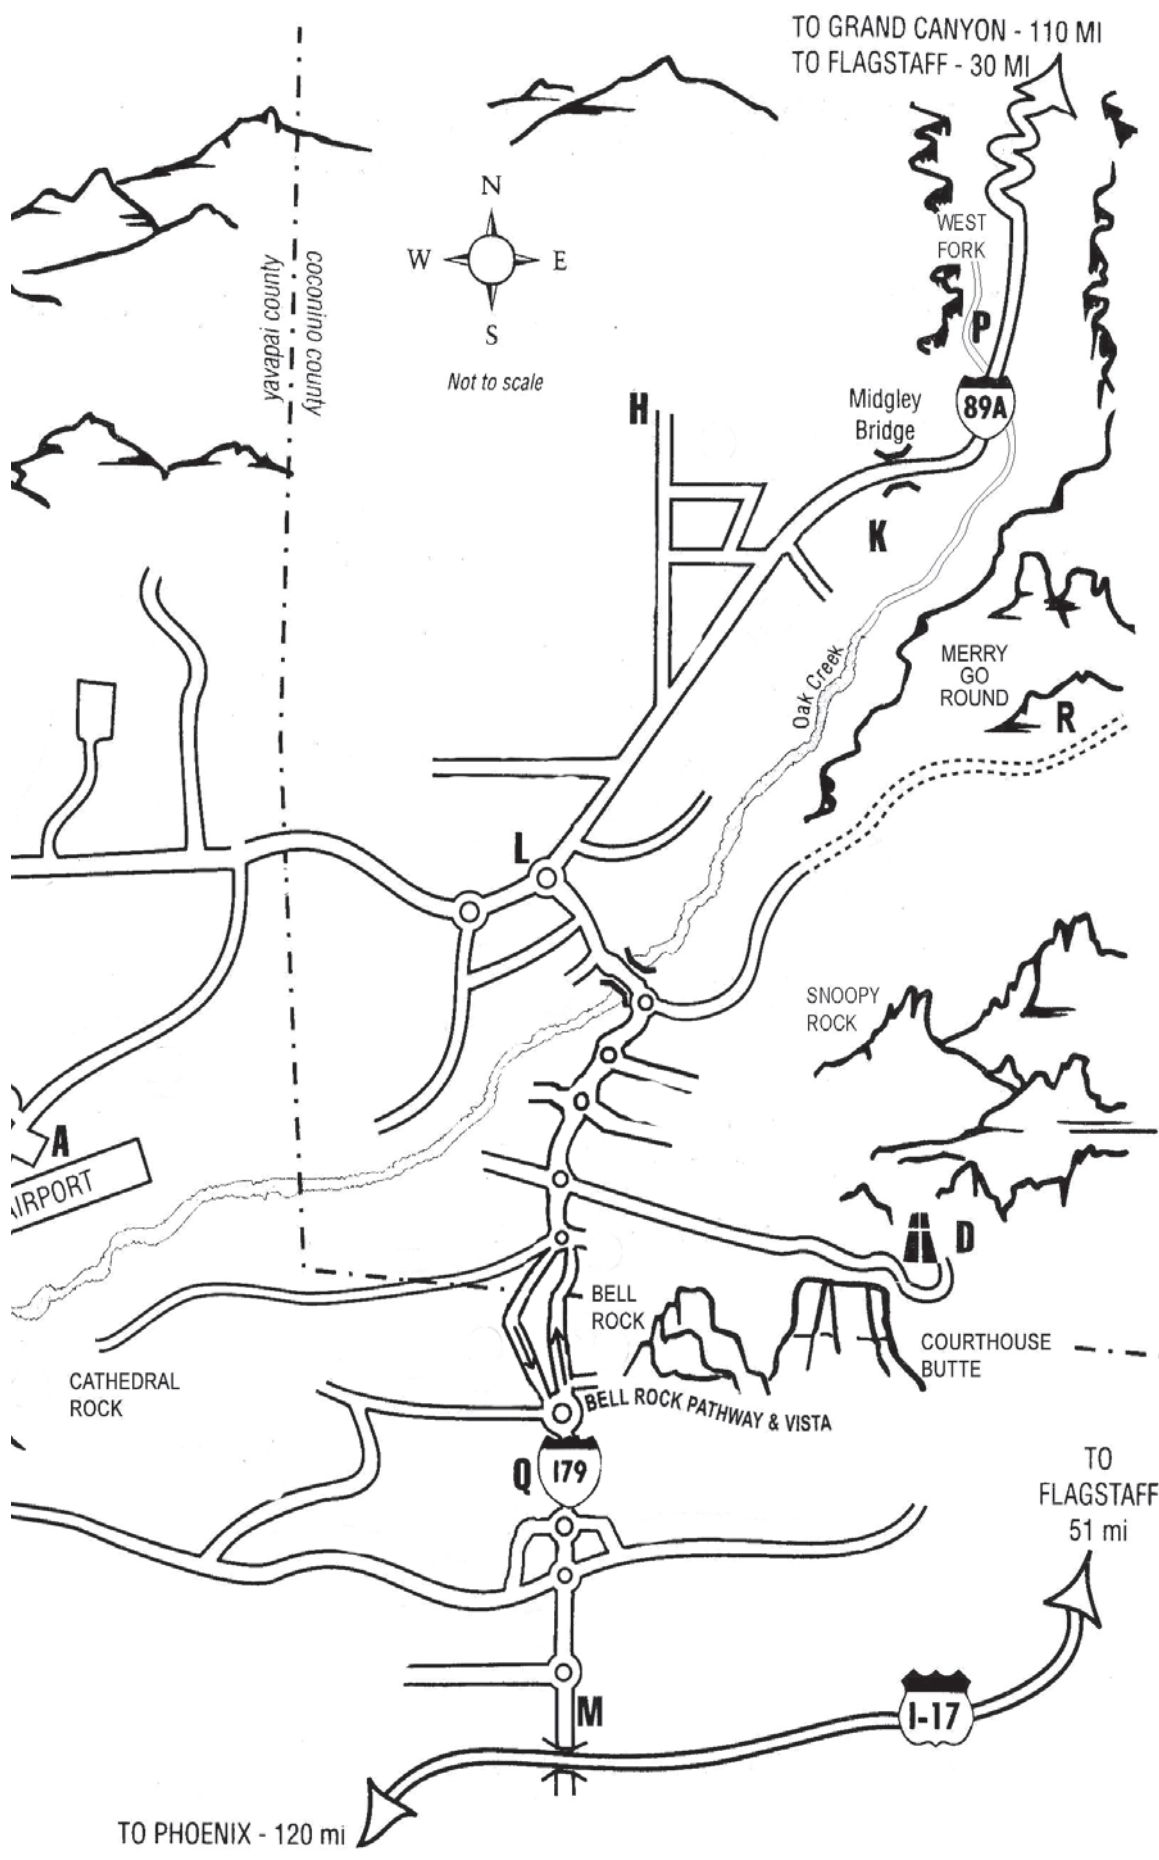 TO GRAND CANYON - 110 MI
TO FLAGSTAFF - 30 MI
N
W
E
S
Not to scale
yavapai county
coconino county
WEST
FORK
P
H
Midgley
Bridge
89A
K
Oak Creek
MERRY
GO
ROUND
R
L
SNOOPY
ROCK
A
AIRPORT
D
BELL
ROCK
COURTHOUSE
BUTTE
CATHEDRAL
ROCK
BELL ROCK PATHWAY & VISTA
Q
179
TO
FLAGSTAFF
51 mi
M
I-17
TO PHOENIX - 120 mi